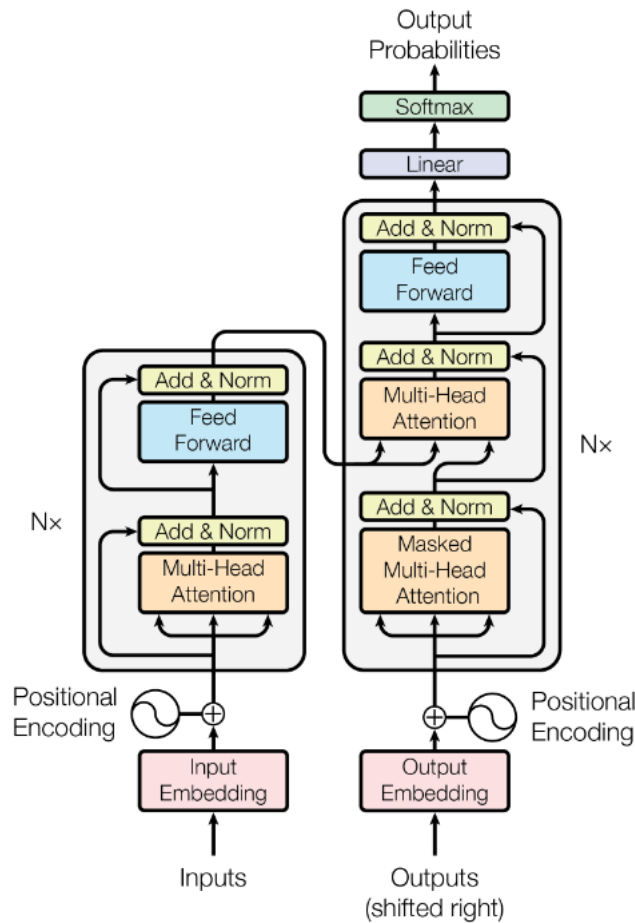 Output
Probabilities
Softmax
Linear
Add & Norm
Feed
Forward
Add & Norm
Multi-Head
Attention
Add & Norm
Masked
Multi-Head
Attention
N×
Add & Norm
Feed
Forward
Add & Norm
Multi-Head
Attention
N×
Positional
Encoding
Positional
Encoding
Input
Embedding
Output
Embedding
Inputs
Outputs
(shifted right)